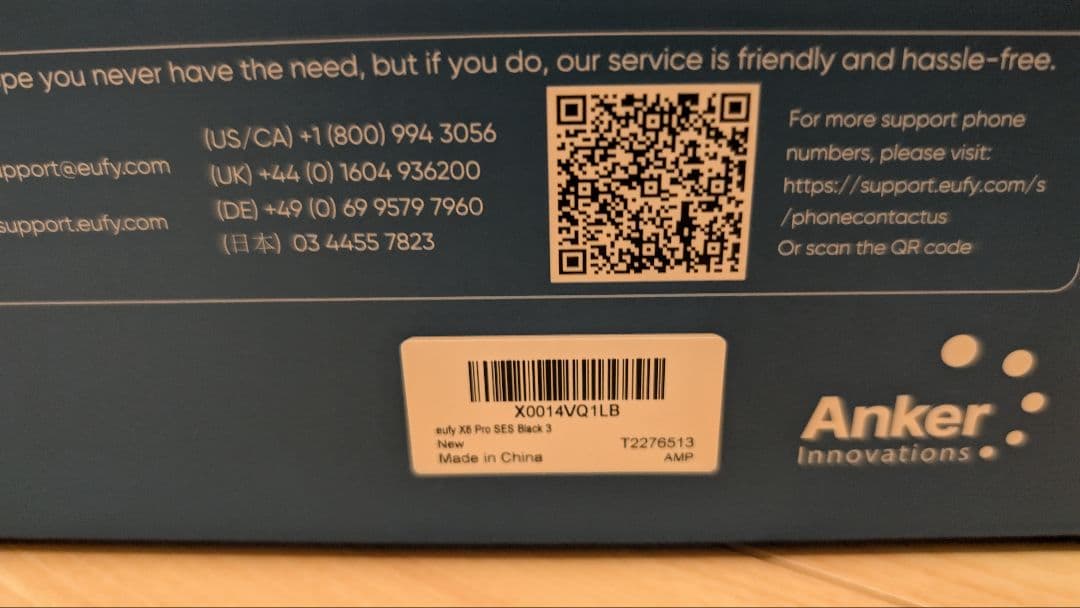 pe you never have the need, but if you do, our service is friendly and hassle-free.
pport@eufy.com
support.eufy.com
(US/CA) +1 (800) 994 3056
(UK) +44 (0) 1604 936200
(DE) +49 (0) 69 9579 7960
(日本) 03 4455 7823
For more support phone
numbers, please visit:
https://support.eufy.com/s
/phonecontactus
Or scan the QR code
X0014VQ1LB
eufy X8 Pro SES Black 3
New
Made in China
T2276513
AMP
Anker
Innovations